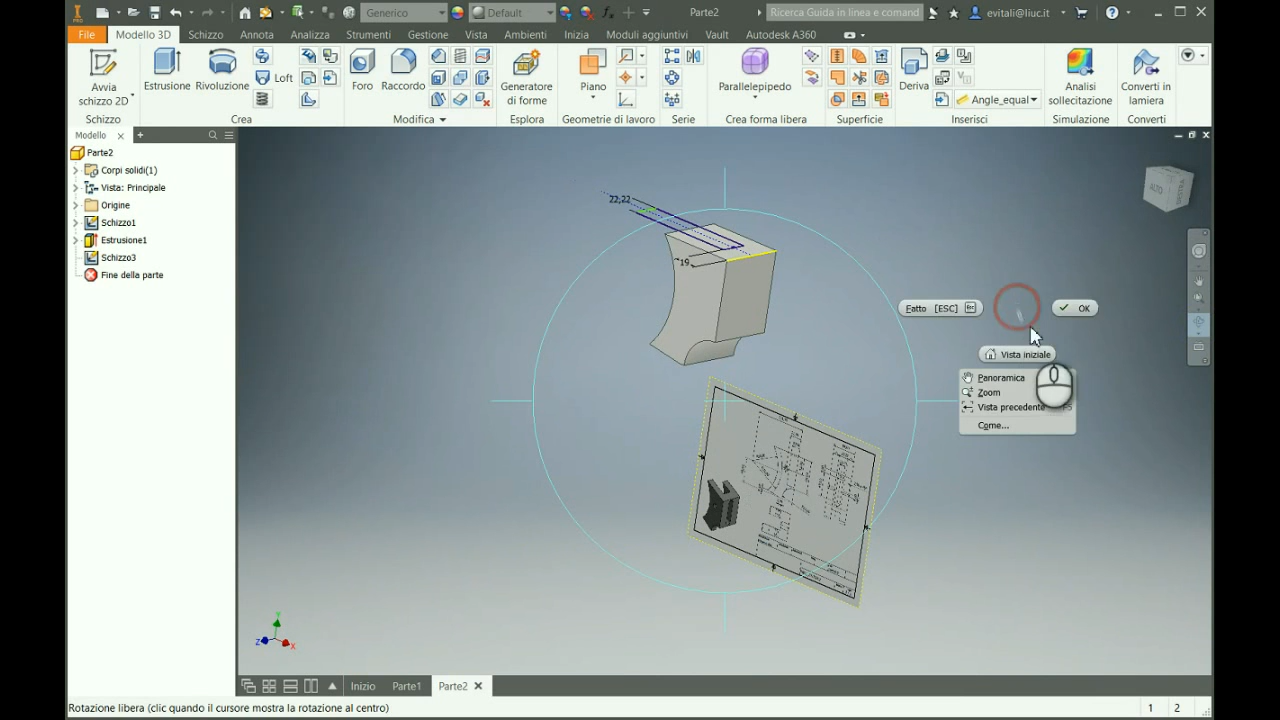 Generico
Default
Parte2
Ricerca Guida in linea e comand
evitali@liuc.it
File
Modello 3D
Schizzo
Annota
Analizza
Strumenti
Gestione
Vista
Ambienti
Inizia
Moduli aggiuntivi
Vault
Autodesk A360
Avvia
schizzo 2D
Schizzo
Estrusione
Rivoluzione
Loft
Crea
Foro
Raccordo
Modifica
Generatore
di forme
Esplora
Piano
Geometrie di lavoro
Serie
Parallelepipedo
Crea forma libera
Superficie
Deriva
Angle_equal
Inserisci
Analisi
sollecitazione
Simulazione
Converti in
lamiera
Converti
Modello
Parte2
Corpi solidi(1)
Vista: Principale
Origine
Schizzo1
Estrusione1
Schizzo3
Fine della parte
22;22
19
ALTO
DESTRA
Fatto [ESC]
OK
Vista iniziale
Panoramica
Zoom
Vista precedente F5
Come...
Y
Z
X
Inizio
Parte1
Parte2
Rotazione libera (clic quando il cursore mostra la rotazione al centro)
1 2